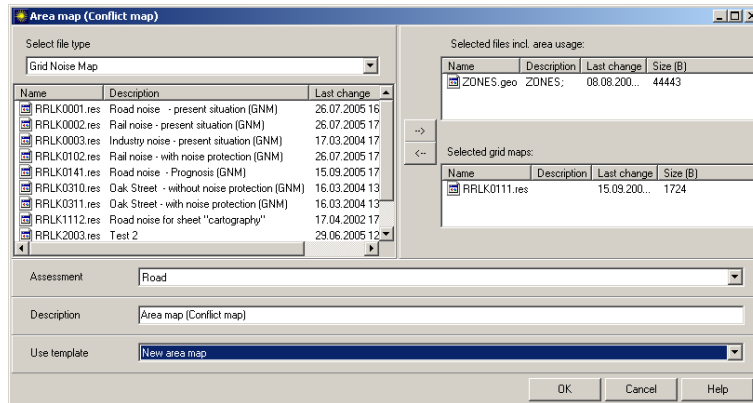 Area map (Conflict map)
Select file type
Grid Noise Map
Name Description Last change
RRLK0001.res Road noise - present situation (GNM) 26.07.2005 16
RRLK0002.res Rail noise - present situation (GNM) 26.07.2005 17
RRLK0003.res Industry noise - present situation (GNM) 17.03.2004 17
RRLK0102.res Rail noise - with noise protection (GNM) 26.07.2005 17
RRLK0141.res Road noise - Prognosis (GNM) 15.09.2005 17
RRLK0310.res Oak Street - without noise protection (GNM) 16.03.2004 13
RRLK0311.res Oak Street - with noise protection (GNM) 16.03.2004 13
RRLK1112.res Road noise for sheet "cartography" 17.04.2002 17
RRLK2003.res Test 2 29.06.2005 12
-->
<--
Selected files incl. area usage:
Name Description Last change Size (B)
ZONES.geo ZONES; 08.08.200... 44443
Selected grid maps:
Name Description Last change Size (B)
RRLK0111.res 15.09.200... 1724
Assessment Road
Description Area map (Conflict map)
Use template New area map
OK Cancel Help